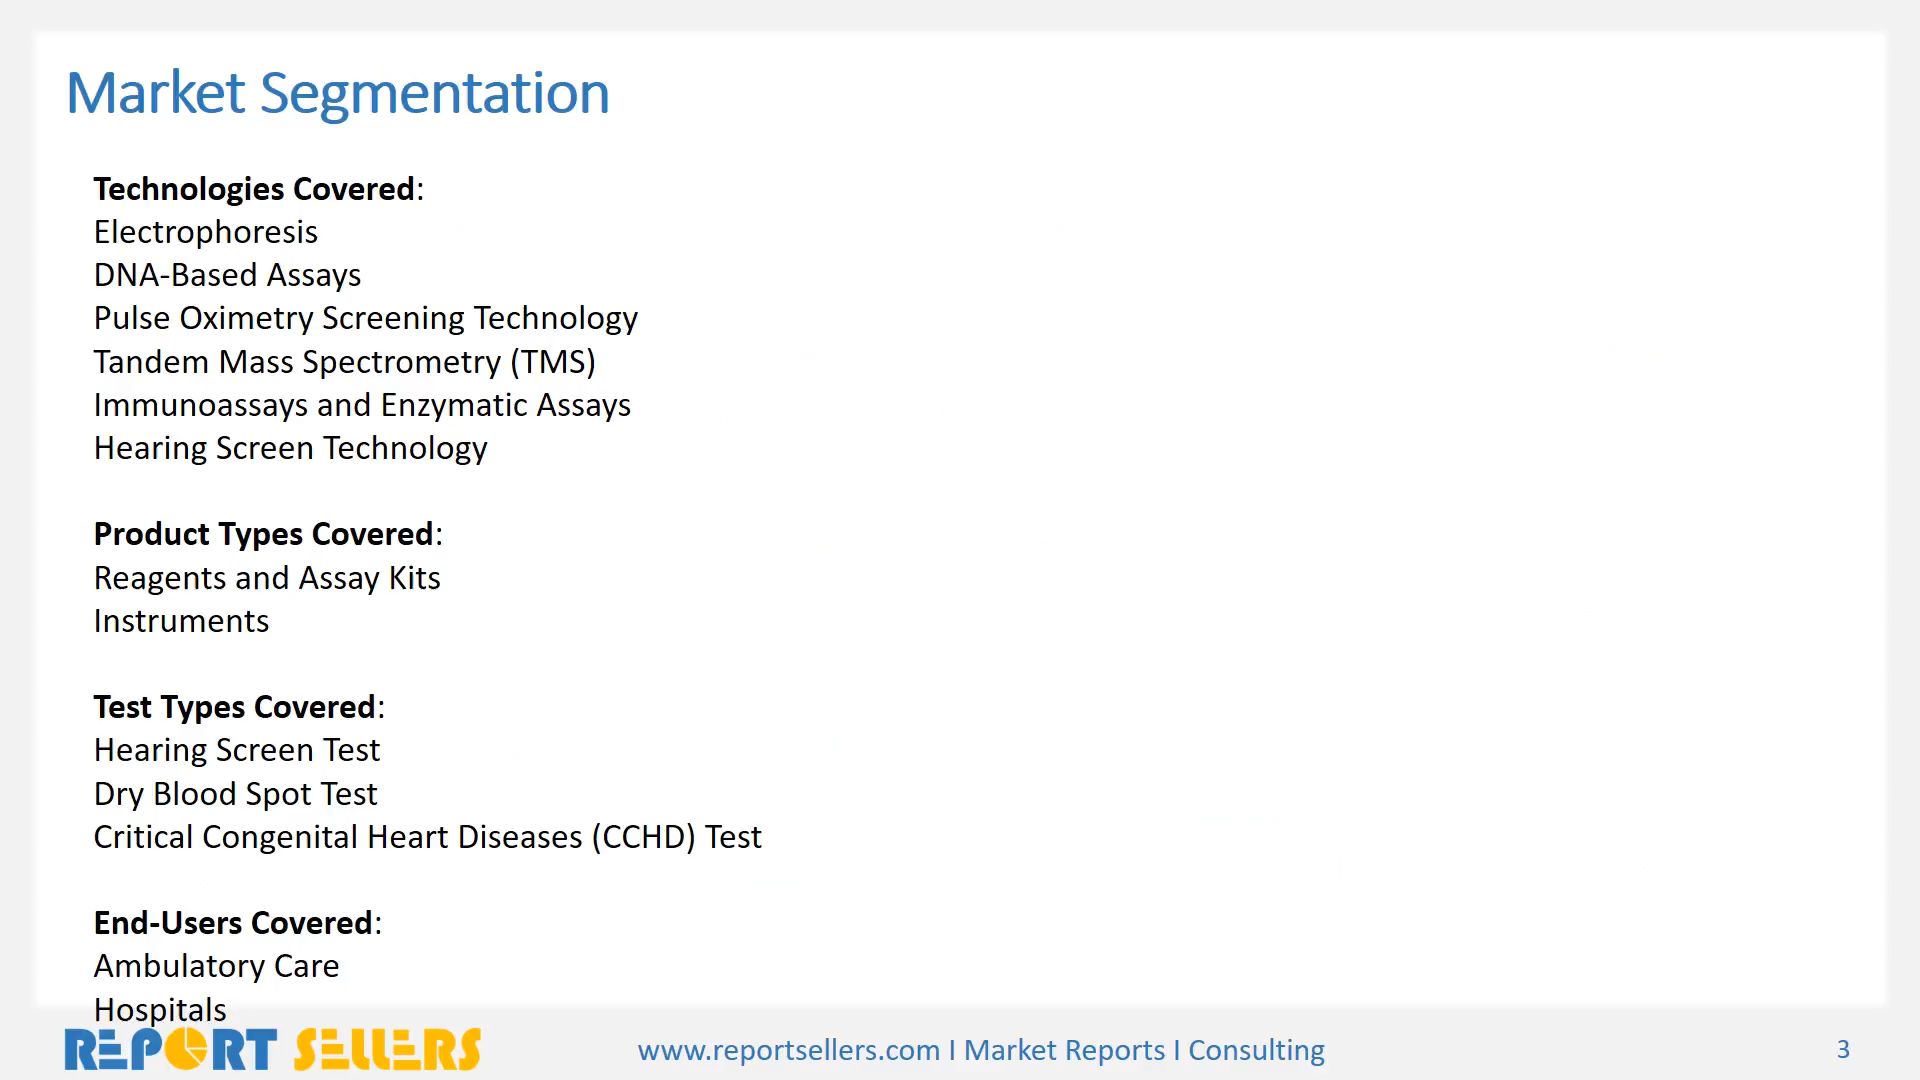 Market Segmentation
Technologies Covered:
Electrophoresis
DNA-Based Assays
Pulse Oximetry Screening Technology
Tandem Mass Spectrometry (TMS)
Immunoassays and Enzymatic Assays
Hearing Screen Technology
Product Types Covered:
Reagents and Assay Kits
Instruments
Test Types Covered:
Hearing Screen Test
Dry Blood Spot Test
Critical Congenital Heart Diseases (CCHD) Test
End-Users Covered:
Ambulatory Care
Hospitals
REPORT SELLERS
www.reportsellers.com I Market Reports I Consulting
3